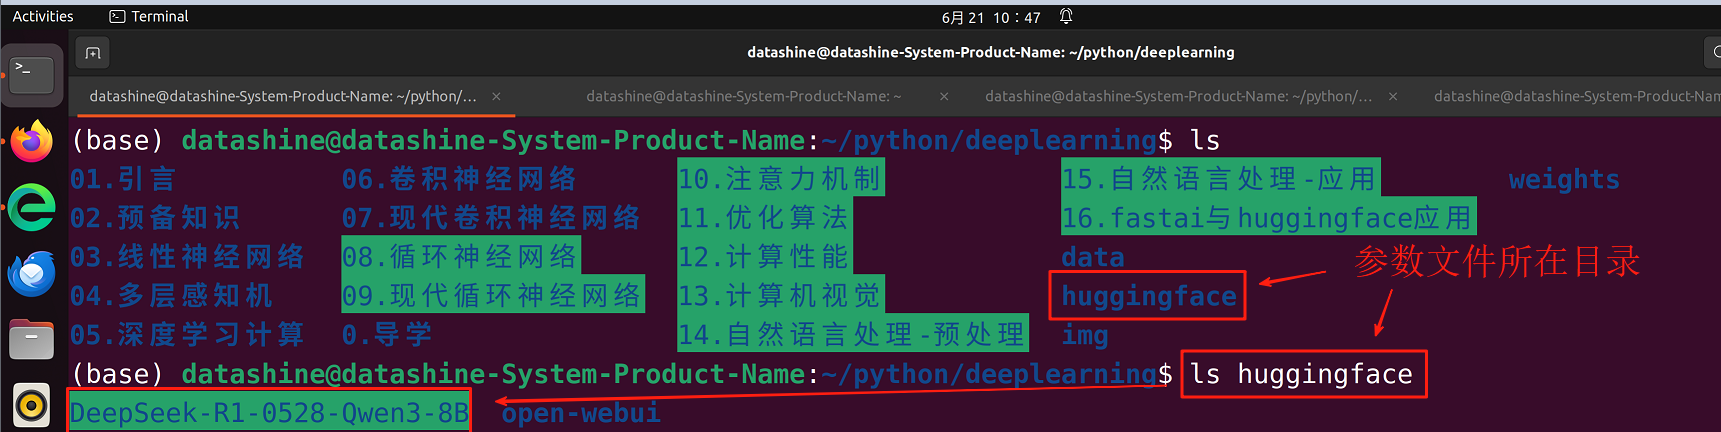 Activities Terminal 6月 21 10：47
datashine@datashine-System-Product-Name: ~/python/deeplearning
datashine@datashine-System-Product-Name: ~/python/... × datashine@datashine-System-Product-Name: ~ × datashine@datashine-System-Product-Name: ~/python/... × datashine@datashine-System-Product-Nam
(base) datashine@datashine-System-Product-Name:~/python/deeplearning$ ls
01.引言 06.卷积神经网络 10.注意力机制 15.自然语言处理-应用 weights
02.预备知识 07.现代卷积神经网络 11.优化算法 16.fastai与huggingface应用
03.线性神经网络 08.循环神经网络 12.计算性能 data 参数文件所在目录
04.多层感知机 09.现代循环神经网络 13.计算机视觉 huggingface
05.深度学习计算 0.导学 14.自然语言处理-预处理 img
(base) datashine@datashine-System-Product-Name:~/python/deeplearning$ ls huggingface
DeepSeek-R1-0528-Qwen3-8B open-webui